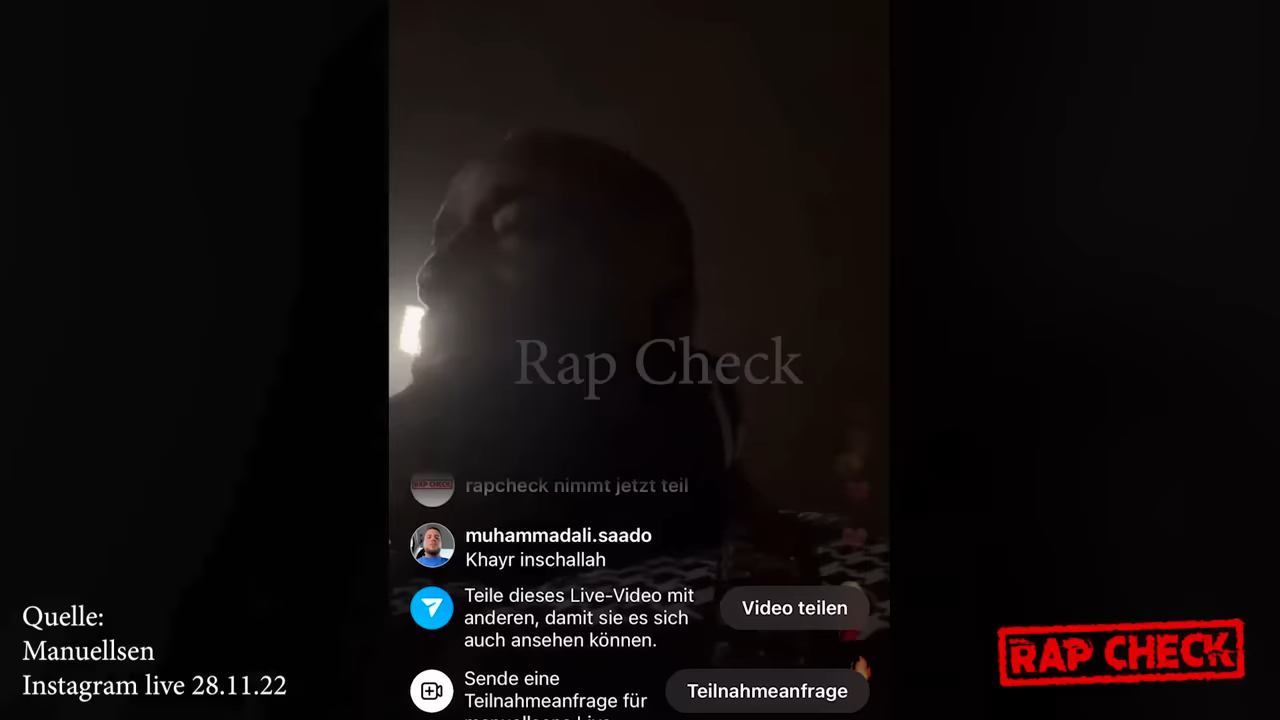 Rap Check
RAP CHECK
rapcheck nimmt jetzt teil
muhammadali.saado
Khayr inschallah
Teile dieses Live-Video mit
anderen, damit sie es sich
auch ansehen können.
Video teilen
Sende eine
Teilnahmeanfrage für
Teilnahmeanfrage
Quelle:
Manuellsen
Instagram live 28.11.22
RAP CHECK